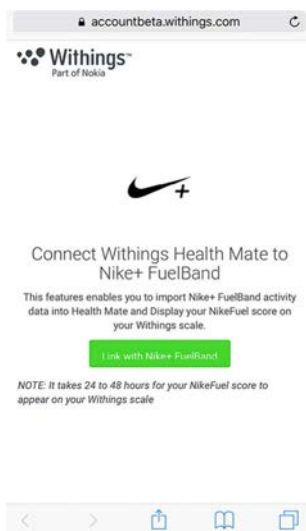 accountbeta.withings.com
Withings™
Part of Nokia
Connect Withings Health Mate to
Nike+ FuelBand
This features enables you to import Nike+ FuelBand activity
data into Health Mate and Display your NikeFuel score on
your Withings scale.
Link with Nike+ FuelBand
NOTE: It takes 24 to 48 hours for your NikeFuel score to
appear on your Withings scale